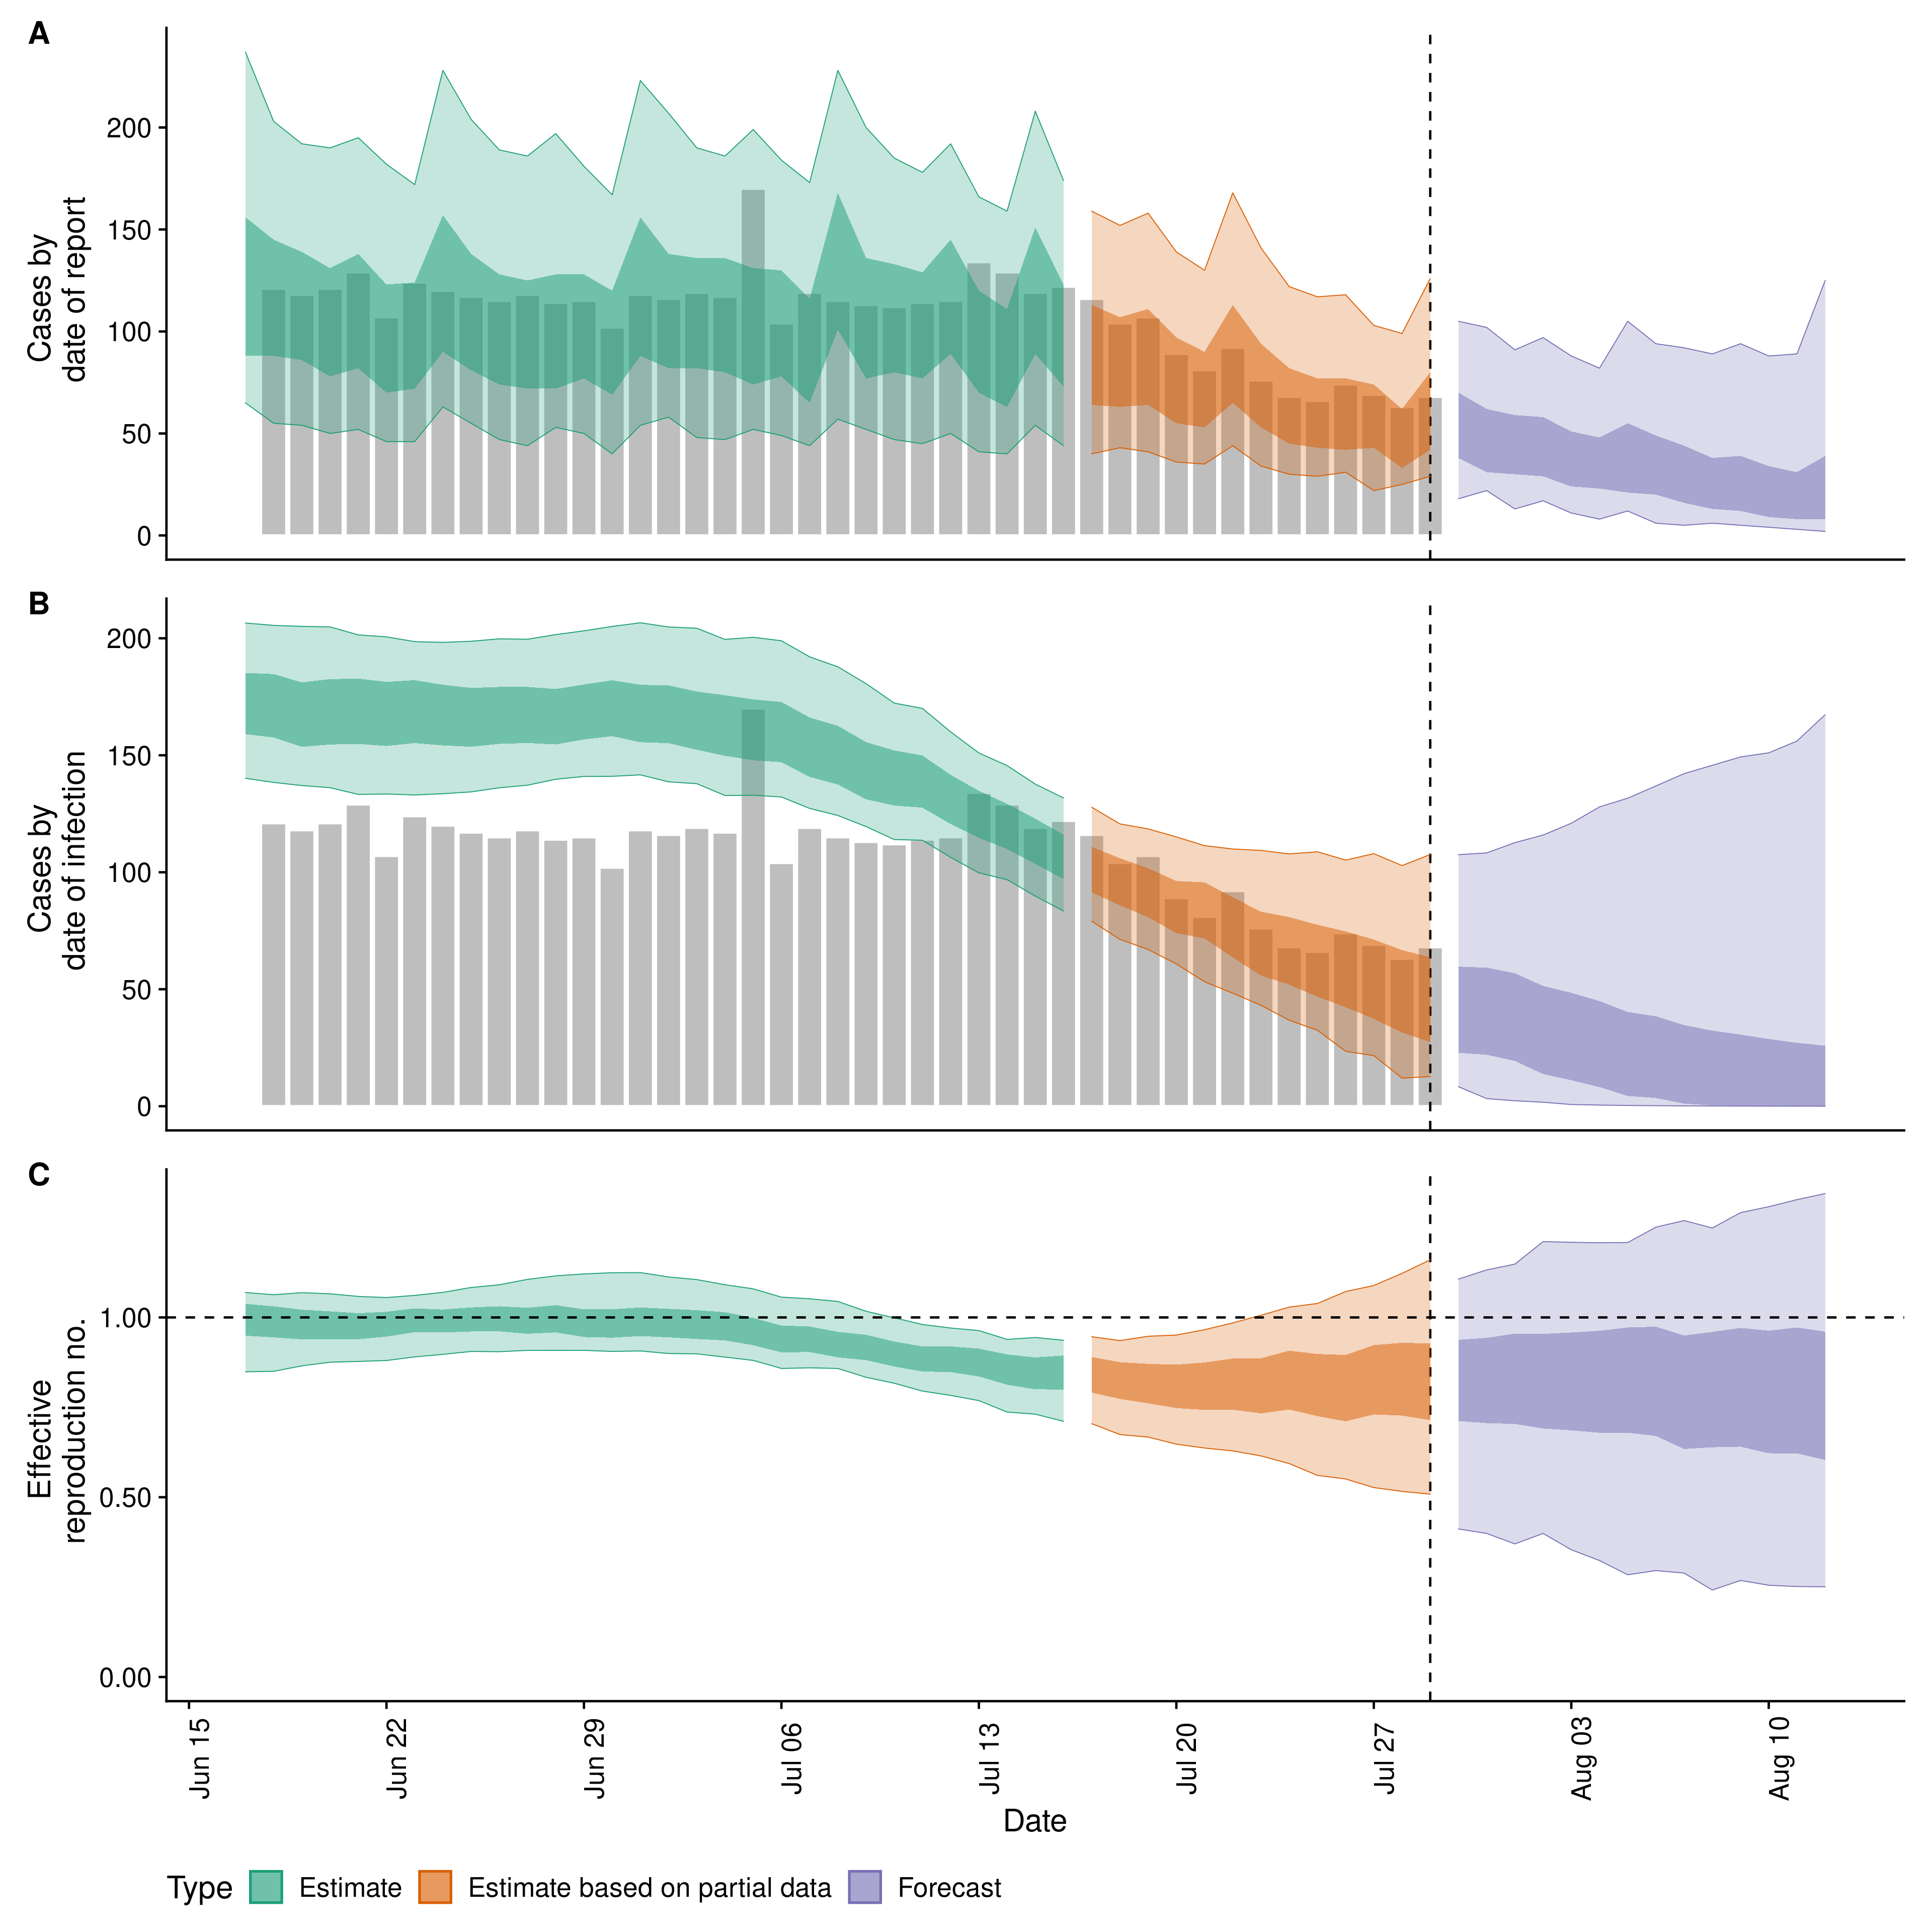 A
Cases by
date of report
200
150
100
50
0
B
Cases by
date of infection
200
150
100
50
0
C
Effective
reproduction no.
1.00
0.50
0.00
Jun 15
Jun 22
Jun 29
Jul 06
Jul 13
Jul 20
Jul 27
Aug 03
Aug 10
Date
Type Estimate Estimate based on partial data Forecast